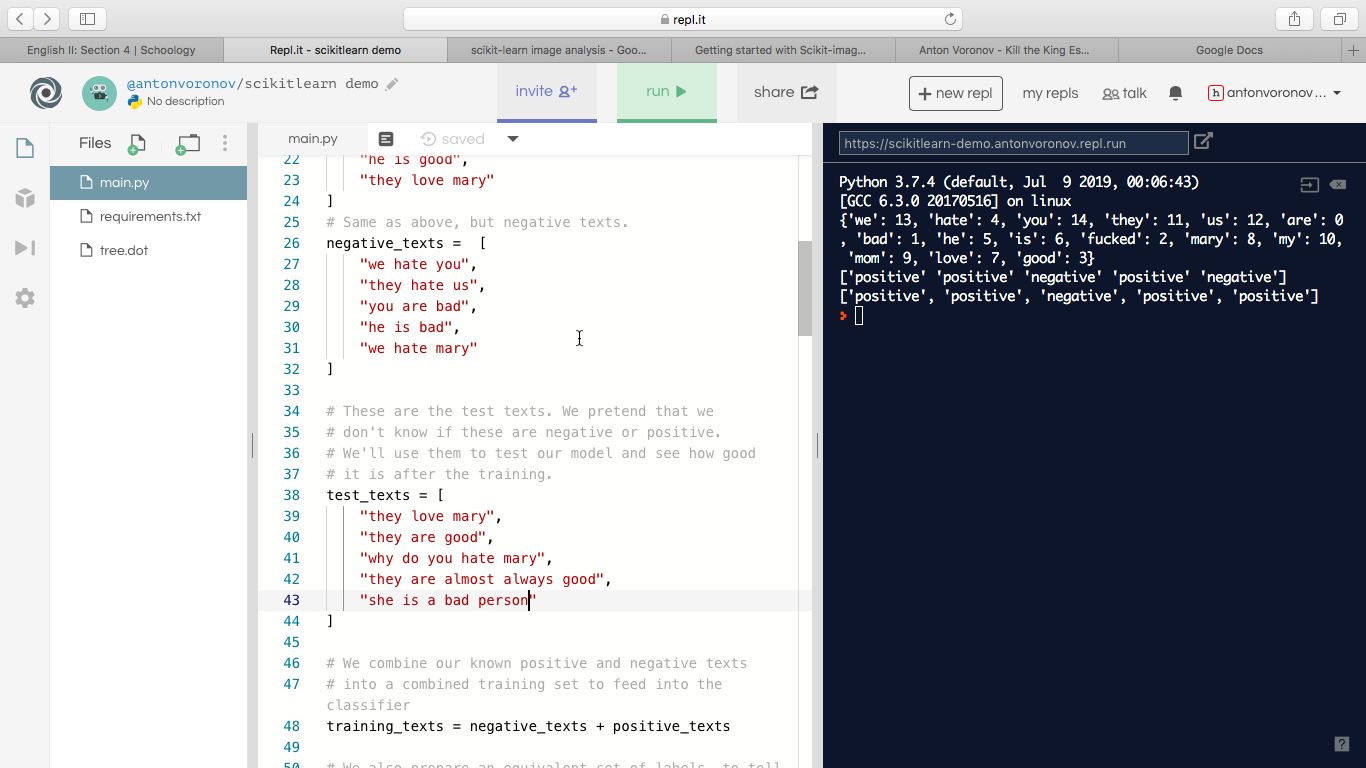 repl.it
English II: Section 4 | Schoology
Repl.it - scikitlearn demo
scikit-learn image analysis - Goo...
Getting started with Scikit-imag...
Anton Voronov - Kill the King Es...
Google Docs
@antonvoronov/scikitlearn demo
No description
invite
run
share
+ new repl
my repls
talk
h antonvoronov...
Files
main.py
requirements.txt
tree.dot
main.py
saved
22 "he is good",
23 "they love mary"
24 ]
25 # Same as above, but negative texts.
26 negative_texts =  [
27 "we hate you",
28 "they hate us",
29 "you are bad",
30 "he is bad",
31 "we hate mary"
32 ]
33
34 # These are the test texts. We pretend that we
35 # don't know if these are negative or positive.
36 # We'll use them to test our model and see how good
37 # it is after the training.
38 test_texts = [
39 "they love mary",
40 "they are good",
41 "why do you hate mary",
42 "they are almost always good",
43 "she is a bad person"
44 ]
45
46 # We combine our known positive and negative texts
47 # into a combined training set to feed into the
classifier
48 training_texts = negative_texts + positive_texts
49
50 # We also prepare an equivalent set of labels, to tell
https://scikitlearn-demo.antonvoronov.repl.run
Python 3.7.4 (default, Jul  9 2019, 00:06:43)
[GCC 6.3.0 20170516] on linux
{'we': 13, 'hate': 4, 'you': 14, 'they': 11, 'us': 12, 'are': 0
, 'bad': 1, 'he': 5, 'is': 6, 'fucked': 2, 'mary': 8, 'my': 10,
'mom': 9, 'love': 7, 'good': 3}
['positive' 'positive' 'negative' 'positive' 'negative']
['positive', 'positive', 'negative', 'positive', 'positive']
?